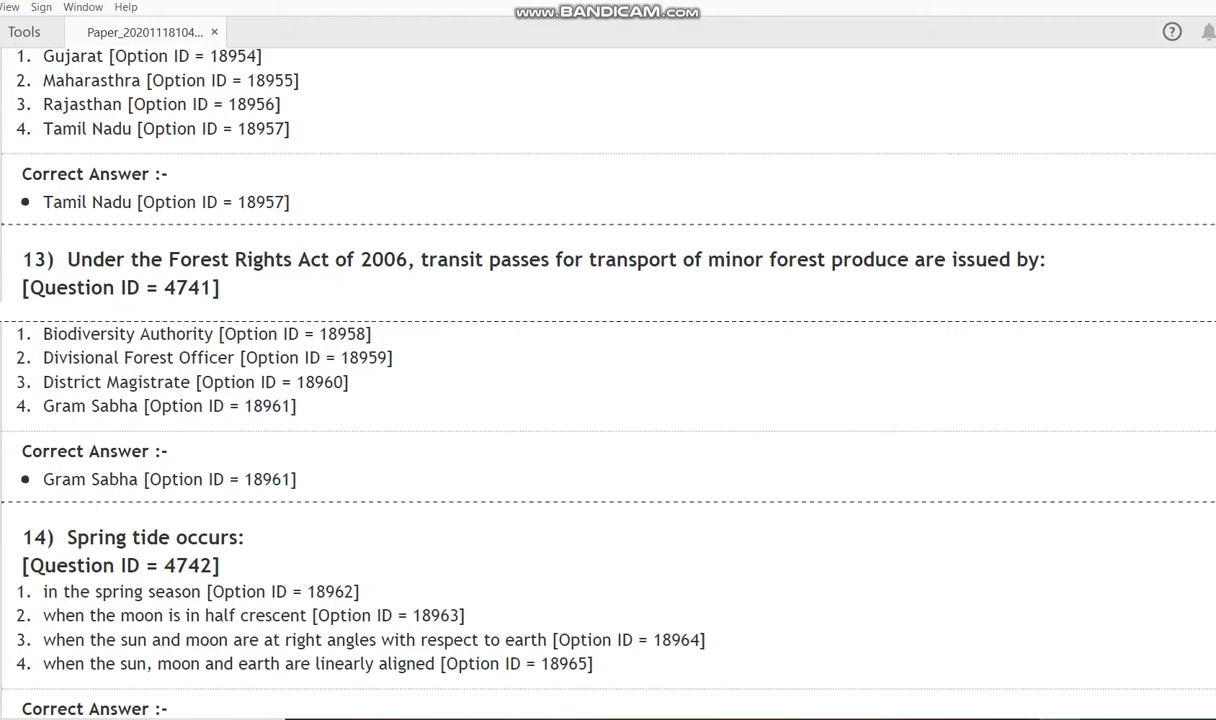 View Sign Window Help
www.BANDICAM.com
Tools Paper_20201118104... ×
1. Gujarat [Option ID = 18954]
2. Maharasthra [Option ID = 18955]
3. Rajasthan [Option ID = 18956]
4. Tamil Nadu [Option ID = 18957]
Correct Answer :-
• Tamil Nadu [Option ID = 18957]
13) Under the Forest Rights Act of 2006, transit passes for transport of minor forest produce are issued by:
[Question ID = 4741]
1. Biodiversity Authority [Option ID = 18958]
2. Divisional Forest Officer [Option ID = 18959]
3. District Magistrate [Option ID = 18960]
4. Gram Sabha [Option ID = 18961]
Correct Answer :-
• Gram Sabha [Option ID = 18961]
14) Spring tide occurs:
[Question ID = 4742]
1. in the spring season [Option ID = 18962]
2. when the moon is in half crescent [Option ID = 18963]
3. when the sun and moon are at right angles with respect to earth [Option ID = 18964]
4. when the sun, moon and earth are linearly aligned [Option ID = 18965]
Correct Answer :-